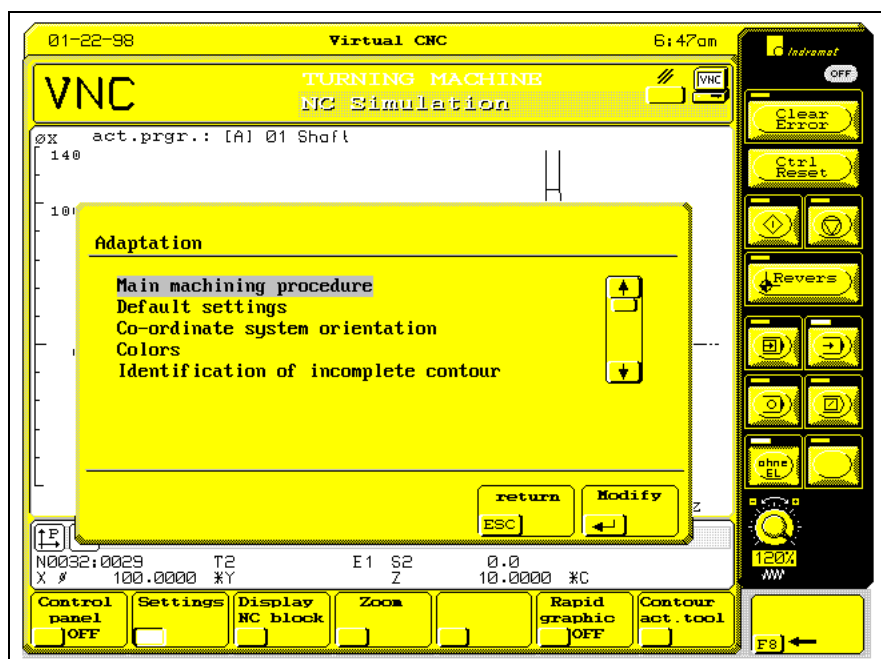 01-22-98 Virtual CNC 6:47am
Indramat
VNC
TURNING MACHINE
NC Simulation
VNC
OFF
Clear
Error
Ctrl
Reset
øX act.prgr.: [A] 01 Shaft
140
Adaptation
Main machining procedure
Default settings
Co-ordinate system orientation
Colors
Identification of incomplete contour
Revers
ohne
EL
return
ESC
Modify
Z
P
N0032:0029 T2 E1 S2 0.0
X ø 100.0000 *Y Z 10.0000 *C
120%
Control
panel
OFF
Settings
Display
NC block
Zoom
Rapid
graphic
OFF
Contour
act.tool
F8